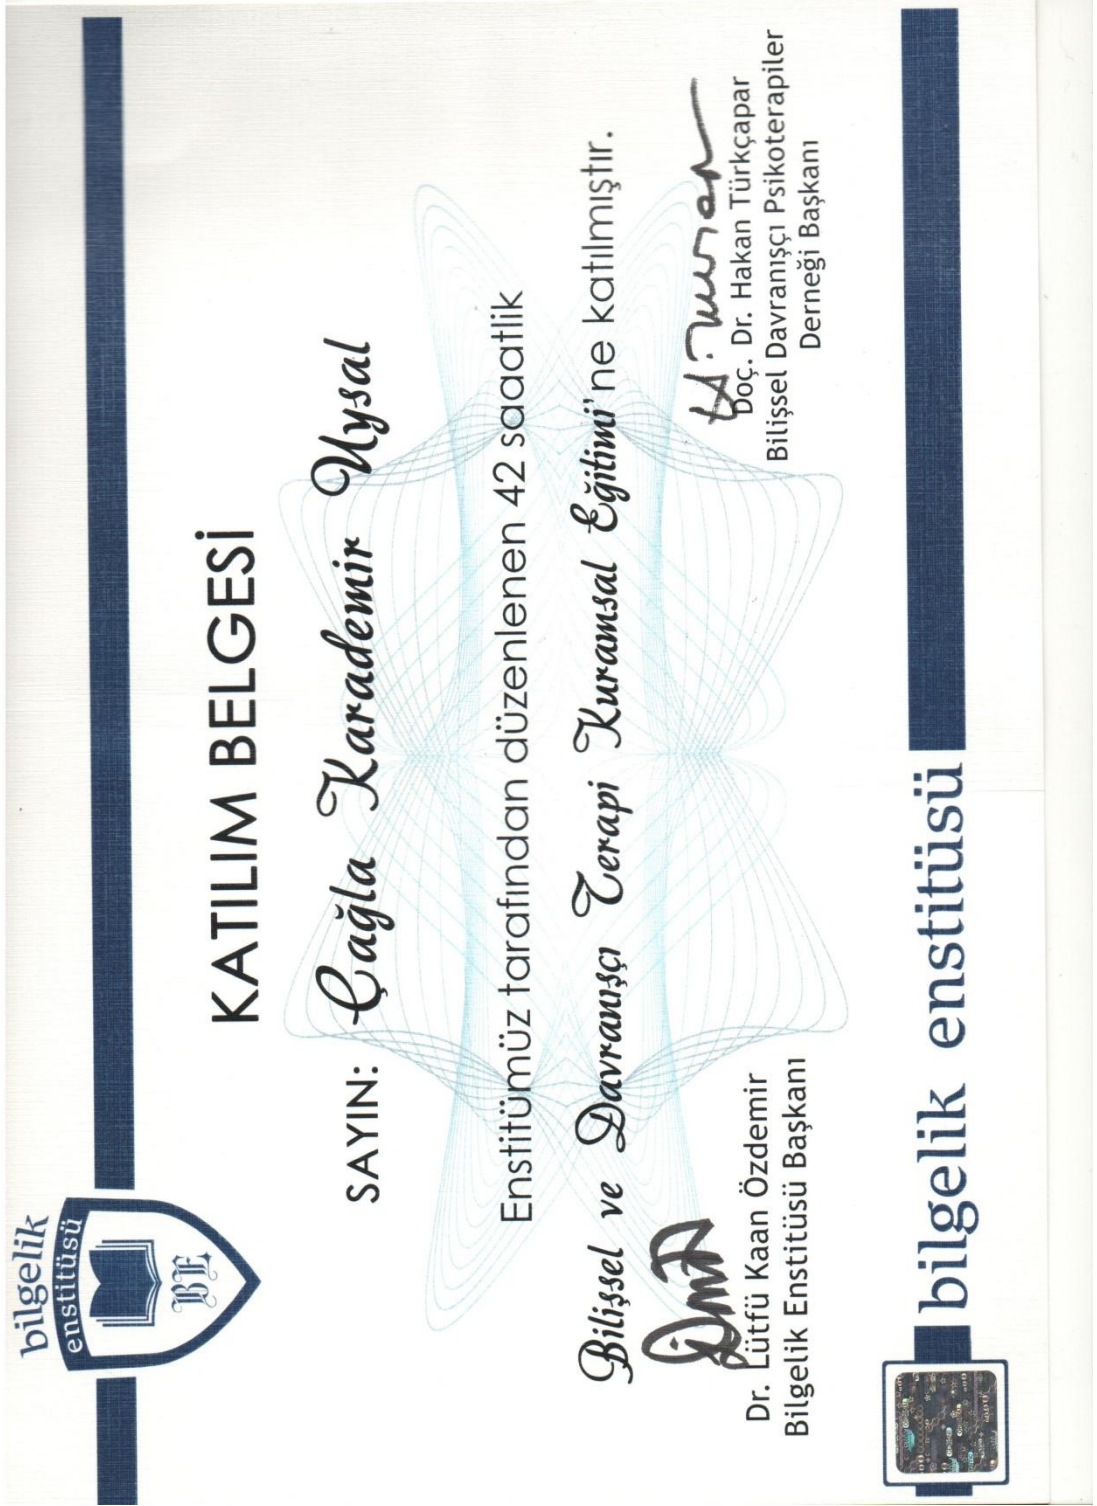 bilgelik
enstitüsü
BE
KATILIM BELGESİ
SAYIN: Çağla Karademir Uysal
Enstitümüz tarafından düzenlenen 42 saatlik
Bilişsel ve Davranışçı Terapi Kuramsal Eğitimi'ne katılmıştır.
Dr. Lütfü Kaan Özdemir
Bilgelik Enstitüsü Başkanı
Doç. Dr. Hakan Türkçapar
Bilişsel Davranışçı Psikoterapiler
Derneği Başkanı
bilgelik enstitüsü